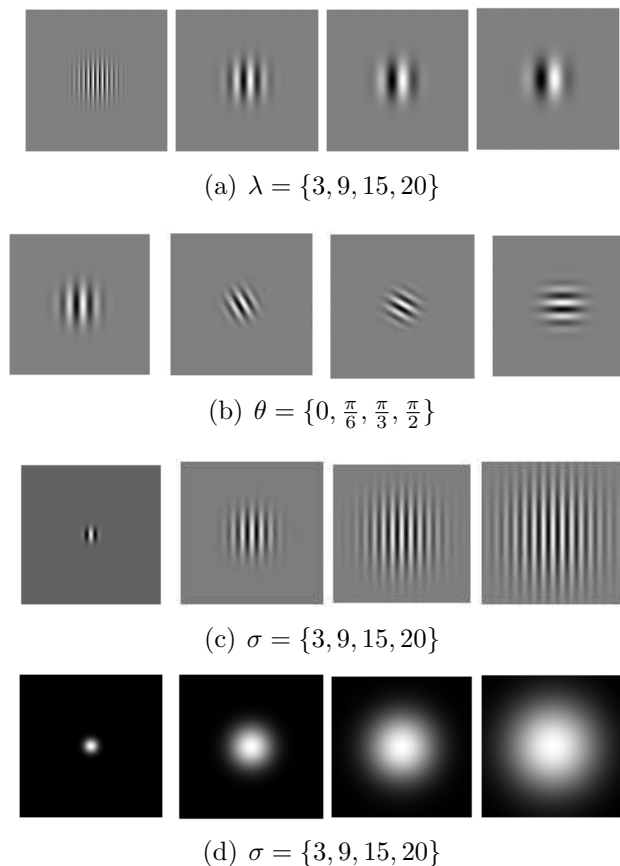 (a) λ = {3, 9, 15, 20}
(b) θ = {0, π/6, π/3, π/2}
(c) σ = {3, 9, 15, 20}
(d) σ = {3, 9, 15, 20}